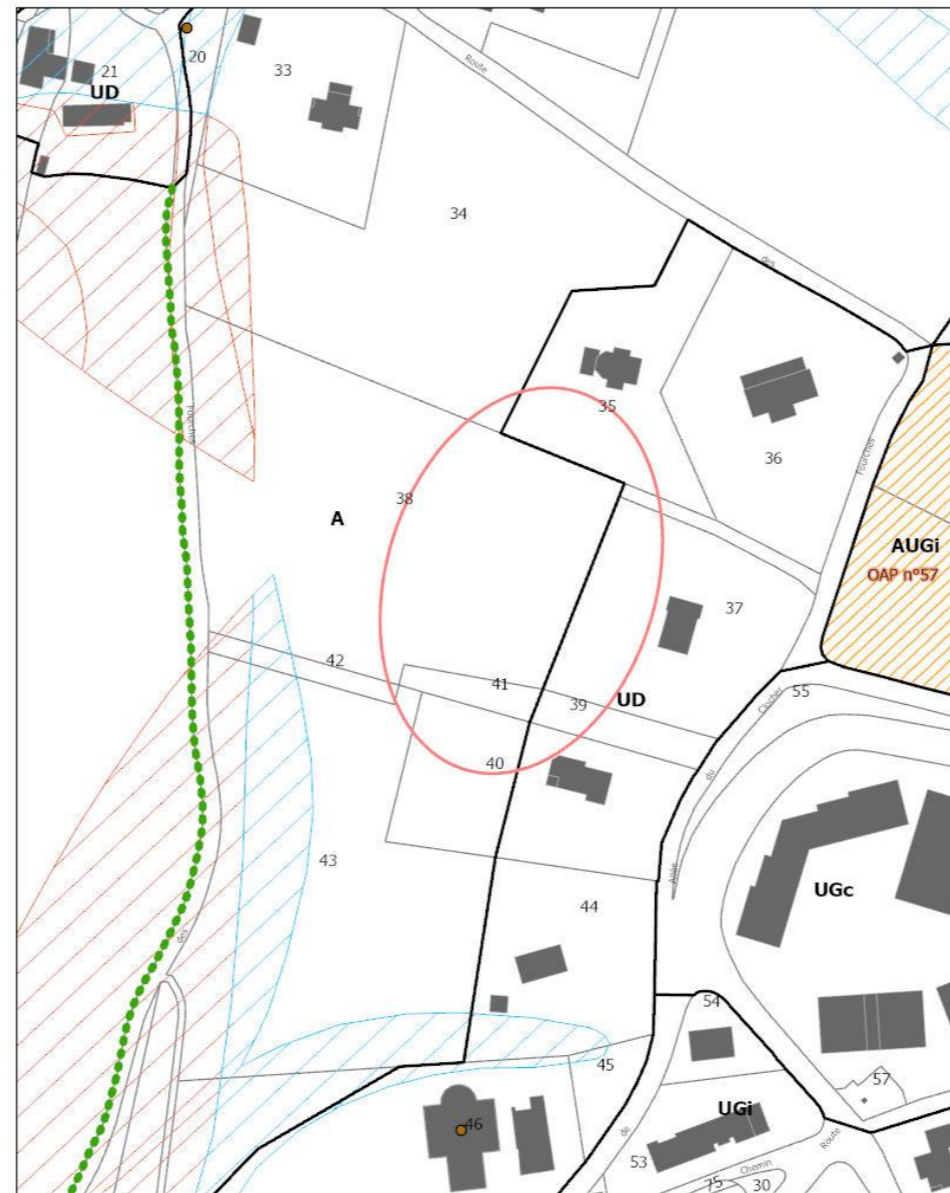 20
21
UD
33
Route
34
des
35
36
Fourches
Fourches
38
A
AUGi
OAP n°57
37
42
41
39
UD
55
Clocher
du
40
43
Allée
UGc
44
des
54
45
57
46
UGi
de
53
Chemin
Route
75
30